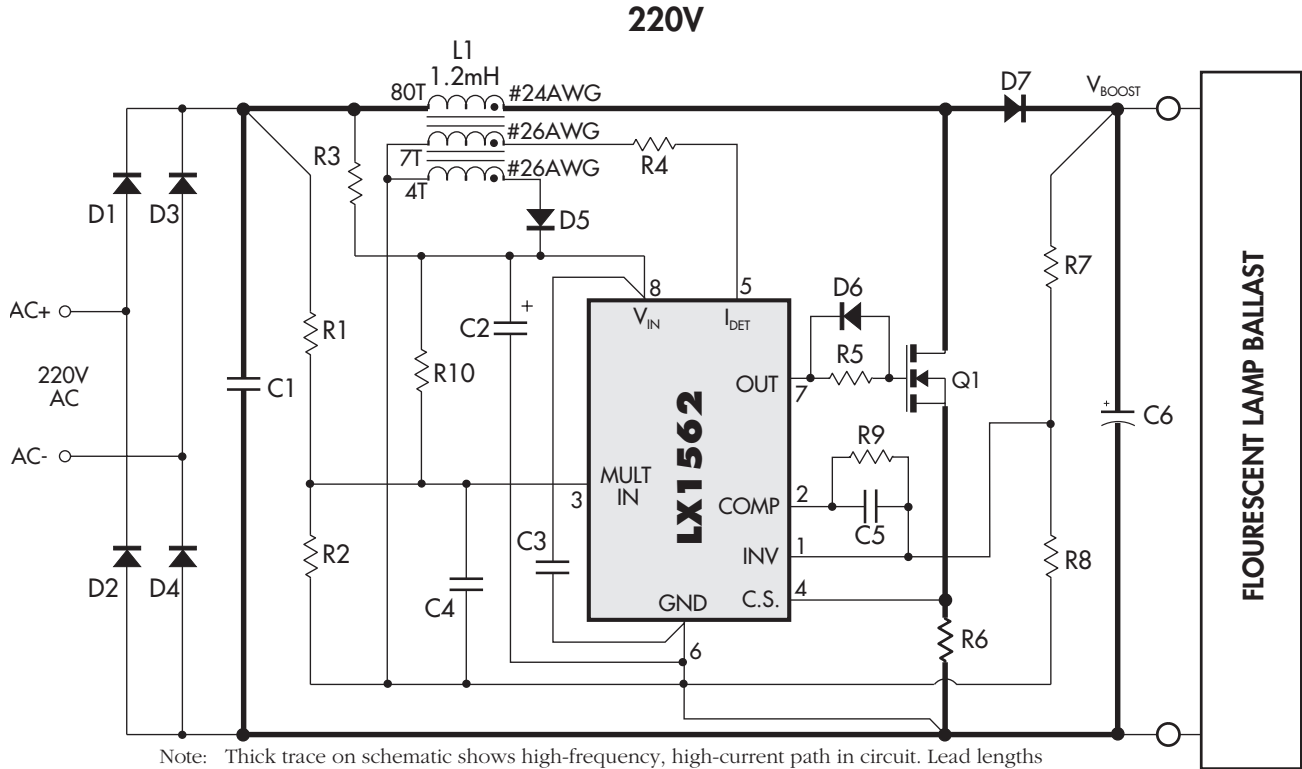 220V
L1
1.2mH
80T
#24AWG
#26AWG
7T
#26AWG
4T
R3
R4
D5
D7
VBOOST
D1
D3
AC+
220V
AC
AC-
D2
D4
C1
R1
R2
R10
C2
+
C3
C4
8
VIN
5
IDET
D6
R5
OUT
7
Q1
R7
+
C6
R9
MULT
IN
3
LX1562
COMP
2
C5
INV
1
R8
C.S.
4
GND
6
R6
FLOURESCENT LAMP BALLAST
Note: Thick trace on schematic shows high-frequency, high-current path in circuit. Lead lengths